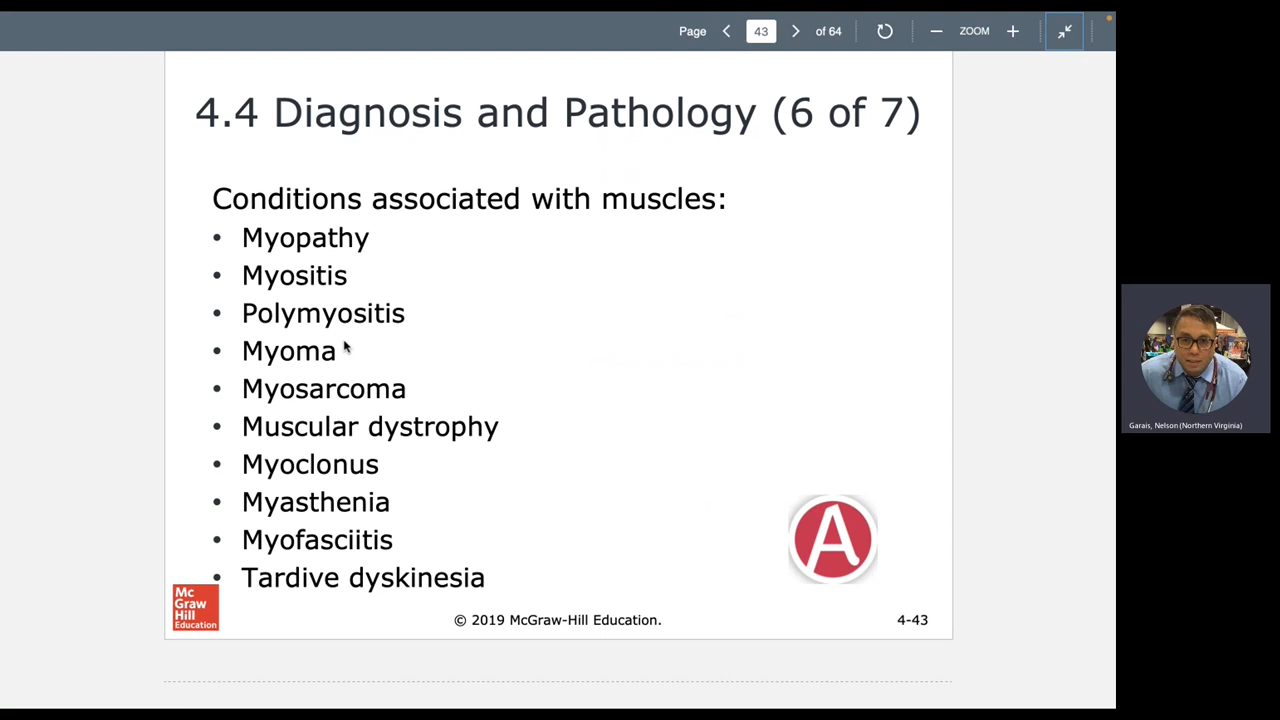 Page 43 of 64 ZOOM
4.4 Diagnosis and Pathology (6 of 7)
Conditions associated with muscles:
• Myopathy
• Myositis
• Polymyositis
• Myoma
• Myosarcoma
• Muscular dystrophy
• Myoclonus
• Myasthenia
• Myofasciitis
• Tardive dyskinesia
A
Mc
Graw
Hill
Education
© 2019 McGraw-Hill Education.
4-43
Garais, Nelson (Northern Virginia)